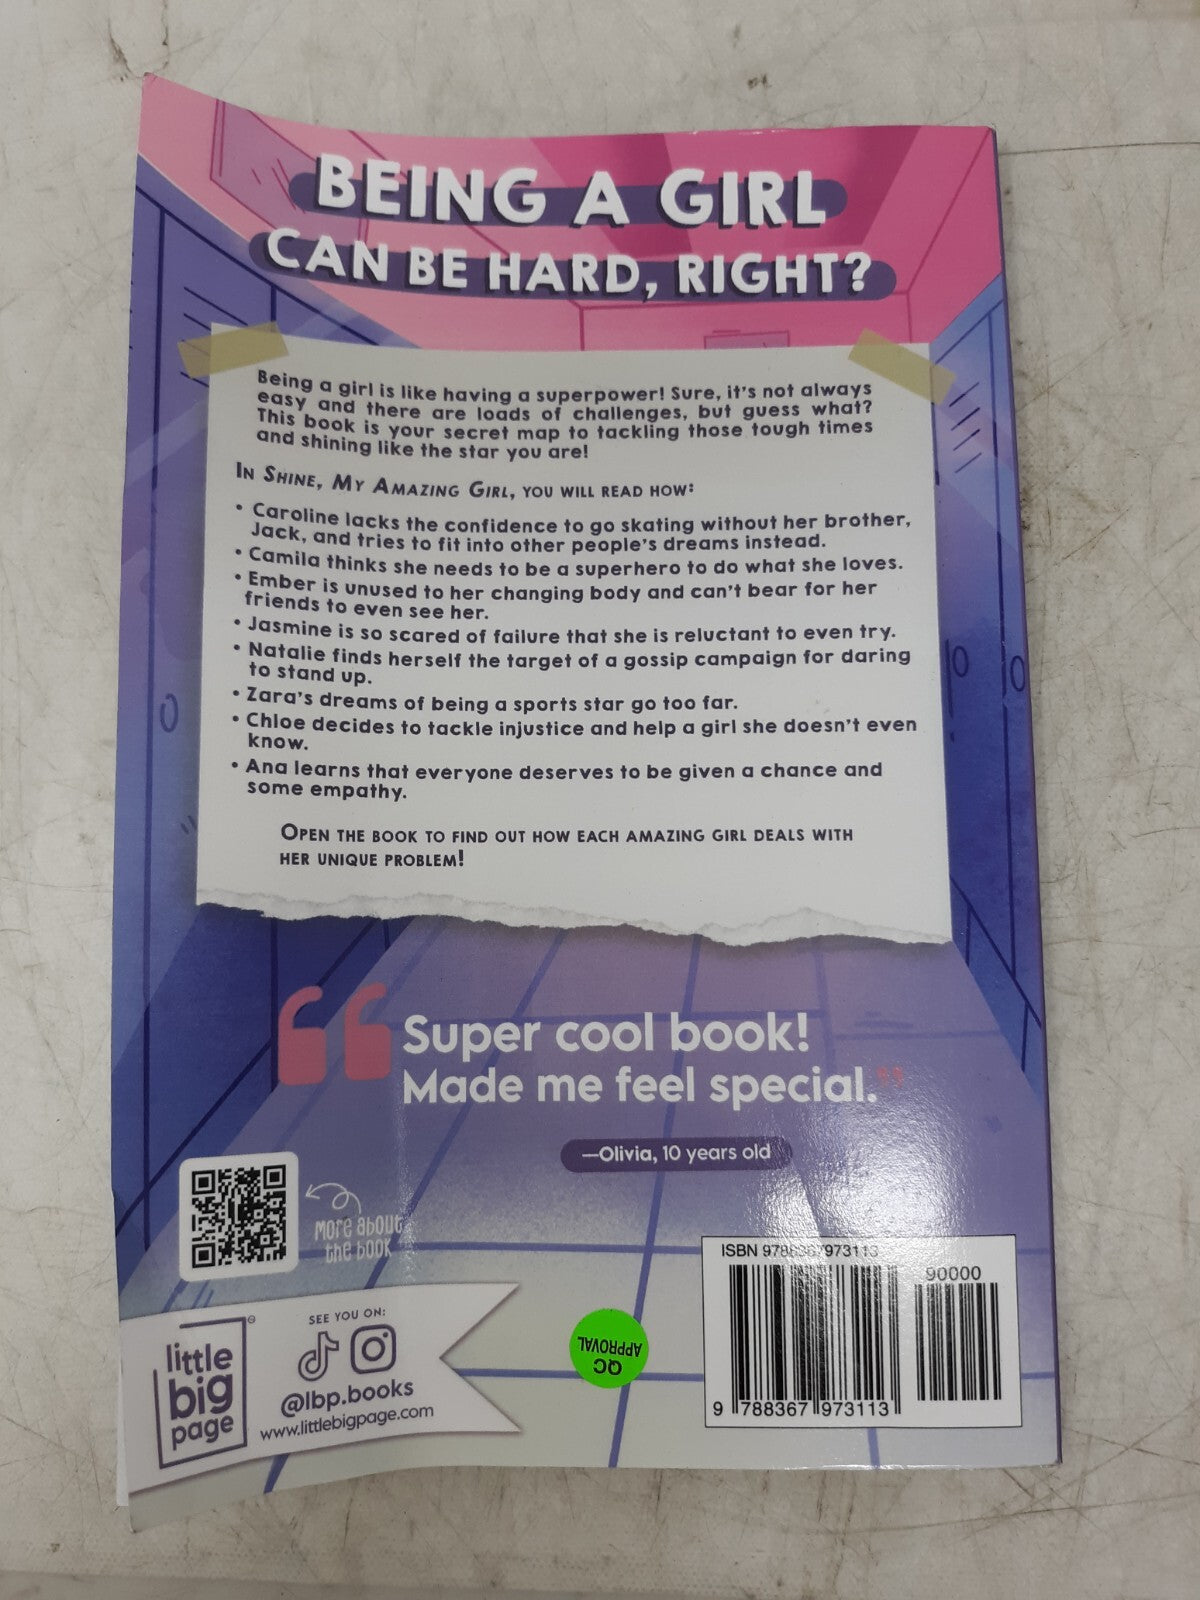 BEING A GIRL
CAN BE HARD, RIGHT?
Being a girl is like having a superpower! Sure, it's not always
easy and there are loads of challenges, but guess what?
This book is your secret map to tackling those tough times
and shining like the star you are!
IN SHINE, MY AMAZING GIRL, YOU WILL READ HOW:
• Caroline lacks the confidence to go skating without her brother,
Jack, and tries to fit into other people's dreams instead.
• Camila thinks she needs to be a superhero to do what she loves.
• Ember is unused to her changing body and can't bear for her
friends to even see her.
• Jasmine is so scared of failure that she is reluctant to even try.
• Natalie finds herself the target of a gossip campaign for daring
to stand up.
• Zara's dreams of being a sports star go too far.
• Chloe decides to tackle injustice and help a girl she doesn't even
know.
• Ana learns that everyone deserves to be given a chance and
some empathy.
OPEN THE BOOK TO FIND OUT HOW EACH AMAZING GIRL DEALS WITH
HER UNIQUE PROBLEM!
“Super cool book!
Made me feel special.”
—Olivia, 10 years old
more about
the book
ISBN 9788367973113
90000
9 788367 973113
SEE YOU ON:
@lbp.books
www.littlebigpage.com
little
big
page
QC
APPROVAL